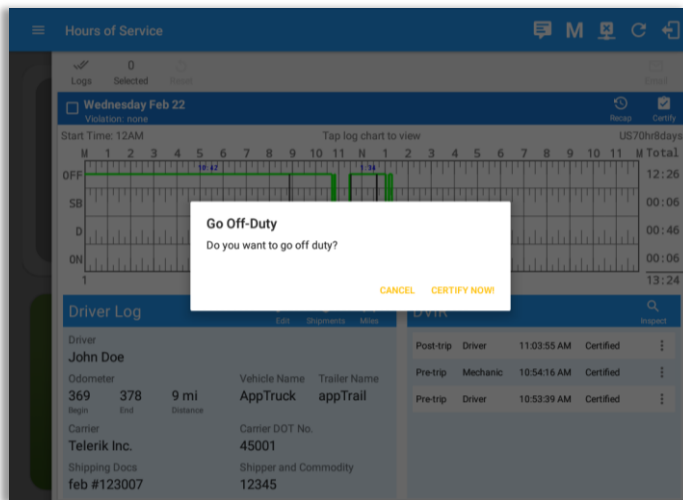 Hours of Service
M
Logs
0
Selected
Email
Wednesday Feb 22
Violation: none
Recap
Certify
Start Time: 12AM
Tap log chart to view
US70hr8days
M 1 2 3 4 5 6 7 8 9 10 11 N 1 2 3 4 5 6 7 8 9 10 11 M Total
OFF 10:42 1:34 12:26
SB 00:06
D 00:46
ON 00:06
1 13:24
Go Off-Duty
Do you want to go off duty?
CANCEL CERTIFY NOW!
Driver Log
Edit Shipments Miles
Driver
John Doe
Odometer Vehicle Name Trailer Name
369 378 9 mi AppTruck appTrail
Begin End Distance
Carrier Carrier DOT No.
Telerik Inc. 45001
Shipping Docs Shipper and Commodity
feb #123007 12345
DVIR
Inspect
Post-trip Driver 11:03:55 AM Certified
Pre-trip Mechanic 10:54:16 AM Certified
Pre-trip Driver 10:53:39 AM Certified